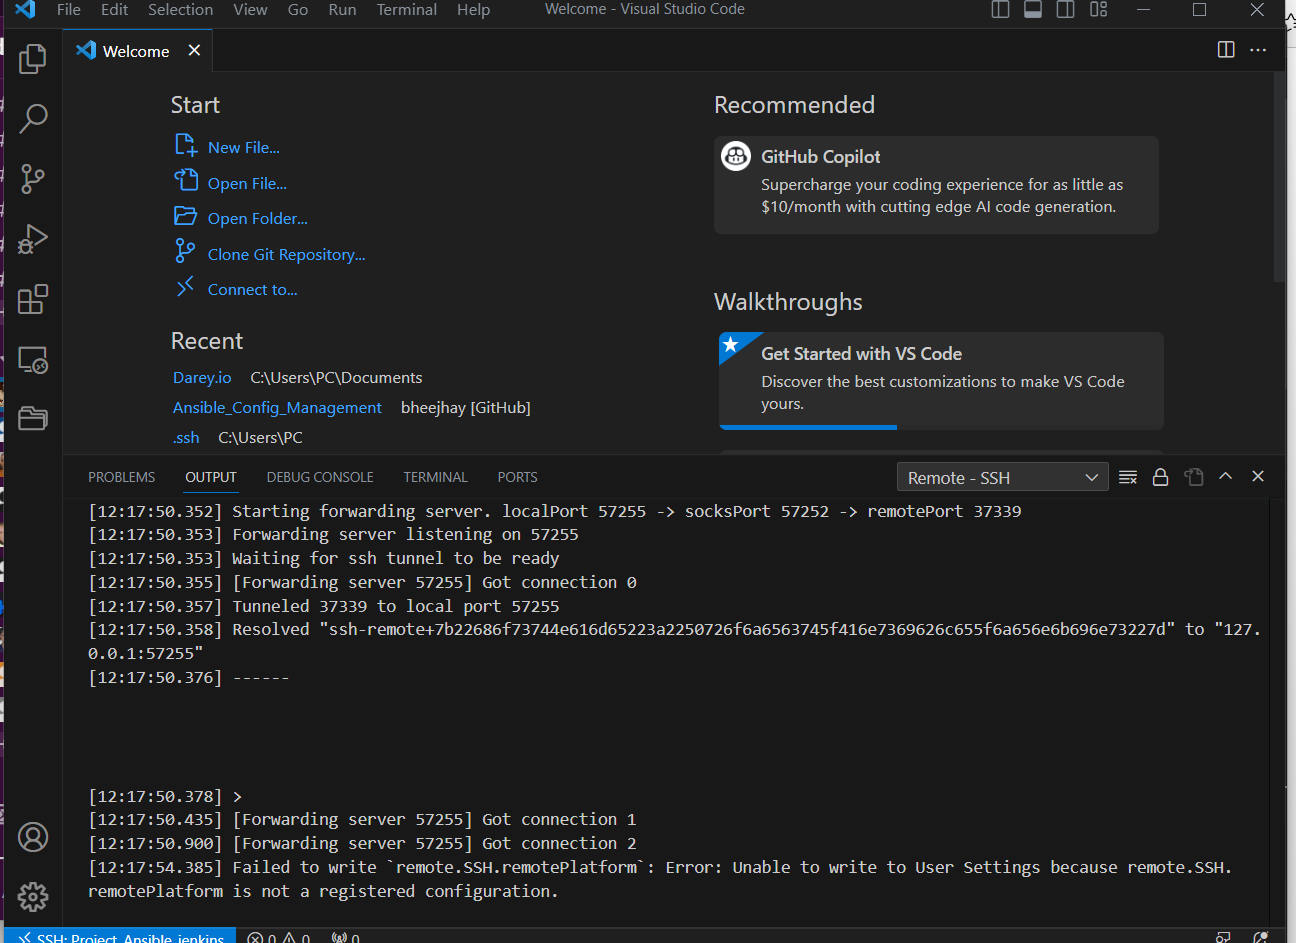 File Edit Selection View Go Run Terminal Help Welcome - Visual Studio Code
Welcome
Start
New File...
Open File...
Open Folder...
Clone Git Repository...
Connect to...
Recent
Darey.io C:\Users\PC\Documents
Ansible_Config_Management bheejhay [GitHub]
.ssh C:\Users\PC
Recommended
GitHub Copilot
Supercharge your coding experience for as little as
$10/month with cutting edge AI code generation.
Walkthroughs
Get Started with VS Code
Discover the best customizations to make VS Code
yours.
PROBLEMS OUTPUT DEBUG CONSOLE TERMINAL PORTS Remote - SSH
[12:17:50.352] Starting forwarding server. localPort 57255 -> socksPort 57252 -> remotePort 37339
[12:17:50.353] Forwarding server listening on 57255
[12:17:50.353] Waiting for ssh tunnel to be ready
[12:17:50.355] [Forwarding server 57255] Got connection 0
[12:17:50.357] Tunneled 37339 to local port 57255
[12:17:50.358] Resolved "ssh-remote+7b22686f73744e616d65223a2250726f6a6563745f416e7369626c655f6a656e6b696e73227d" to "127.
0.0.1:57255"
[12:17:50.376] ------
[12:17:50.378] >
[12:17:50.435] [Forwarding server 57255] Got connection 1
[12:17:50.900] [Forwarding server 57255] Got connection 2
[12:17:54.385] Failed to write `remote.SSH.remotePlatform`: Error: Unable to write to User Settings because remote.SSH.
remotePlatform is not a registered configuration.
SSH: Project_Ansible_jenkins 0 0 0